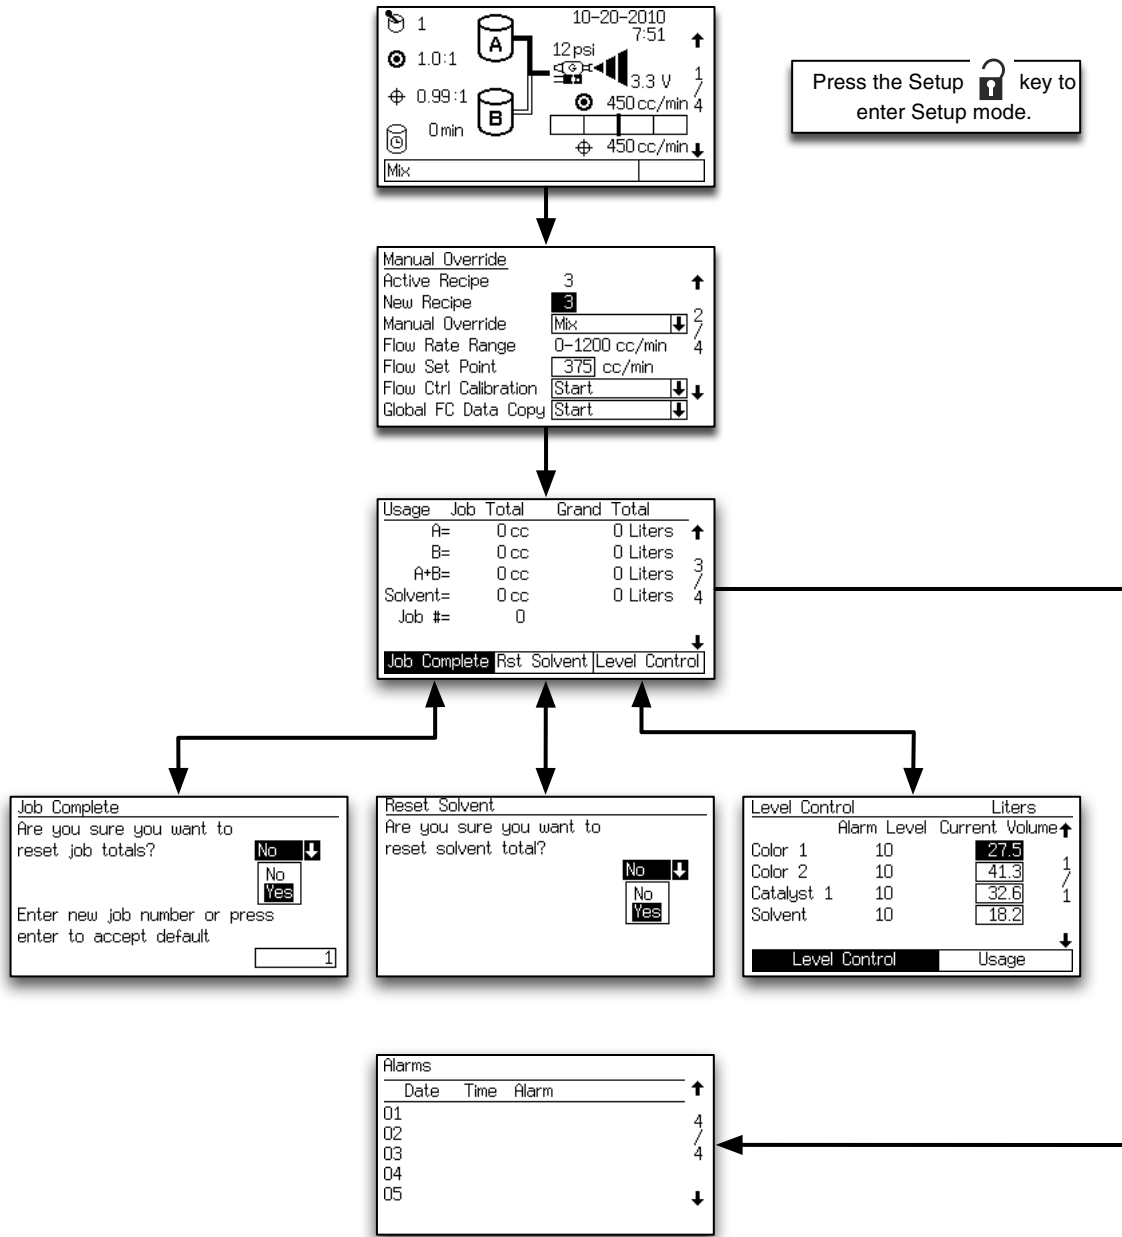 1
10-20-2010
7:51
A
12 psi
1.0:1
3.3 V
1/4
0.99:1
450 cc/min
B
0 min
450 cc/min
Mix
Press the Setup key to
enter Setup mode.
Manual Override
Active Recipe 3
New Recipe 3
Manual Override Mix
2/4
Flow Rate Range 0-1200 cc/min
Flow Set Point 375 cc/min
Flow Ctrl Calibration Start
Global FC Data Copy Start
Usage Job Total Grand Total
A= 0 cc 0 Liters
B= 0 cc 0 Liters
A+B= 0 cc 0 Liters
3/4
Solvent= 0 cc 0 Liters
Job #= 0
Job Complete Rst Solvent Level Control
Job Complete
Are you sure you want to
reset job totals? No
No
Yes
Enter new job number or press
enter to accept default
1
Reset Solvent
Are you sure you want to
reset solvent total?
No
No
Yes
Level Control Liters
Alarm Level Current Volume
Color 1 10 27.5
Color 2 10 41.3
1/1
Catalyst 1 10 32.6
Solvent 10 18.2
Level Control Usage
Alarms
Date Time Alarm
01
02
4/4
03
04
05